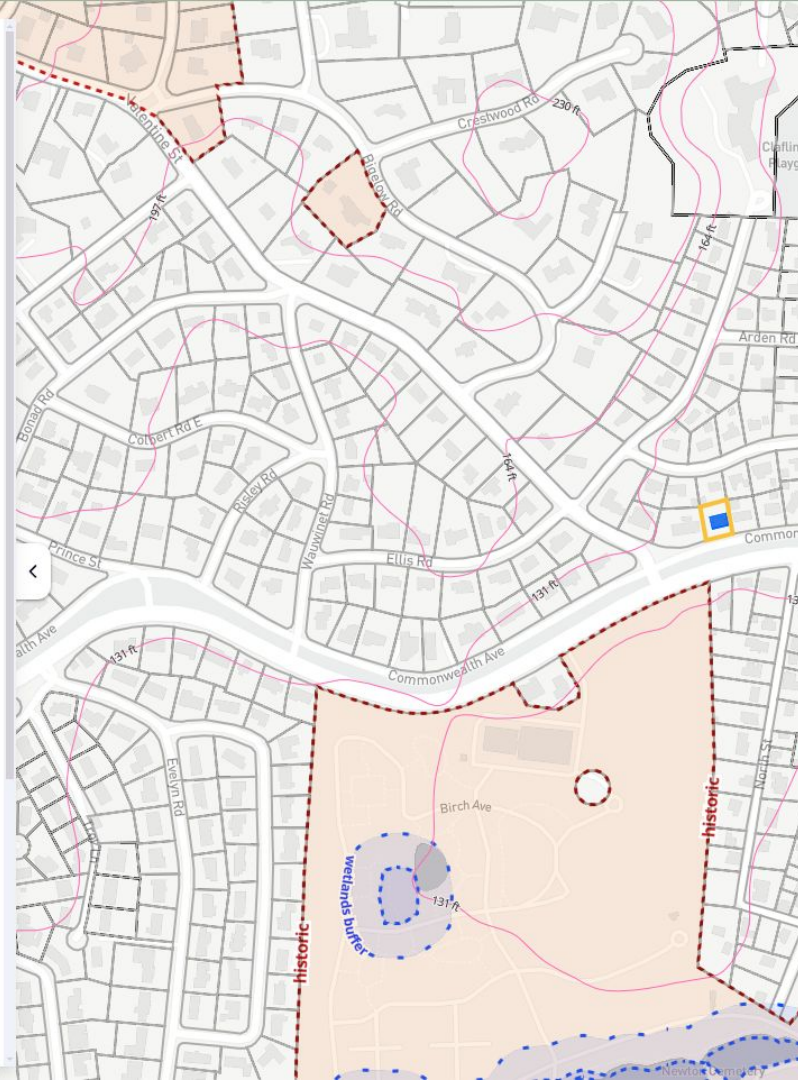 Valentine St
Crestwood Rd
230 ft
Claflin
Playg
Bigelow Rd
197 ft
164 ft
Arden Rd
Bonad Rd
Colbert Rd E
164 ft
Risley Rd
Wauwinet Rd
Prince St
Ellis Rd
Common
131 ft
13
alth Ave
131 ft
Commonwealth Ave
Evelyn Rd
North St
historic
Birch Ave
wetlands buffer
131 ft
historic
Newton Cemetery